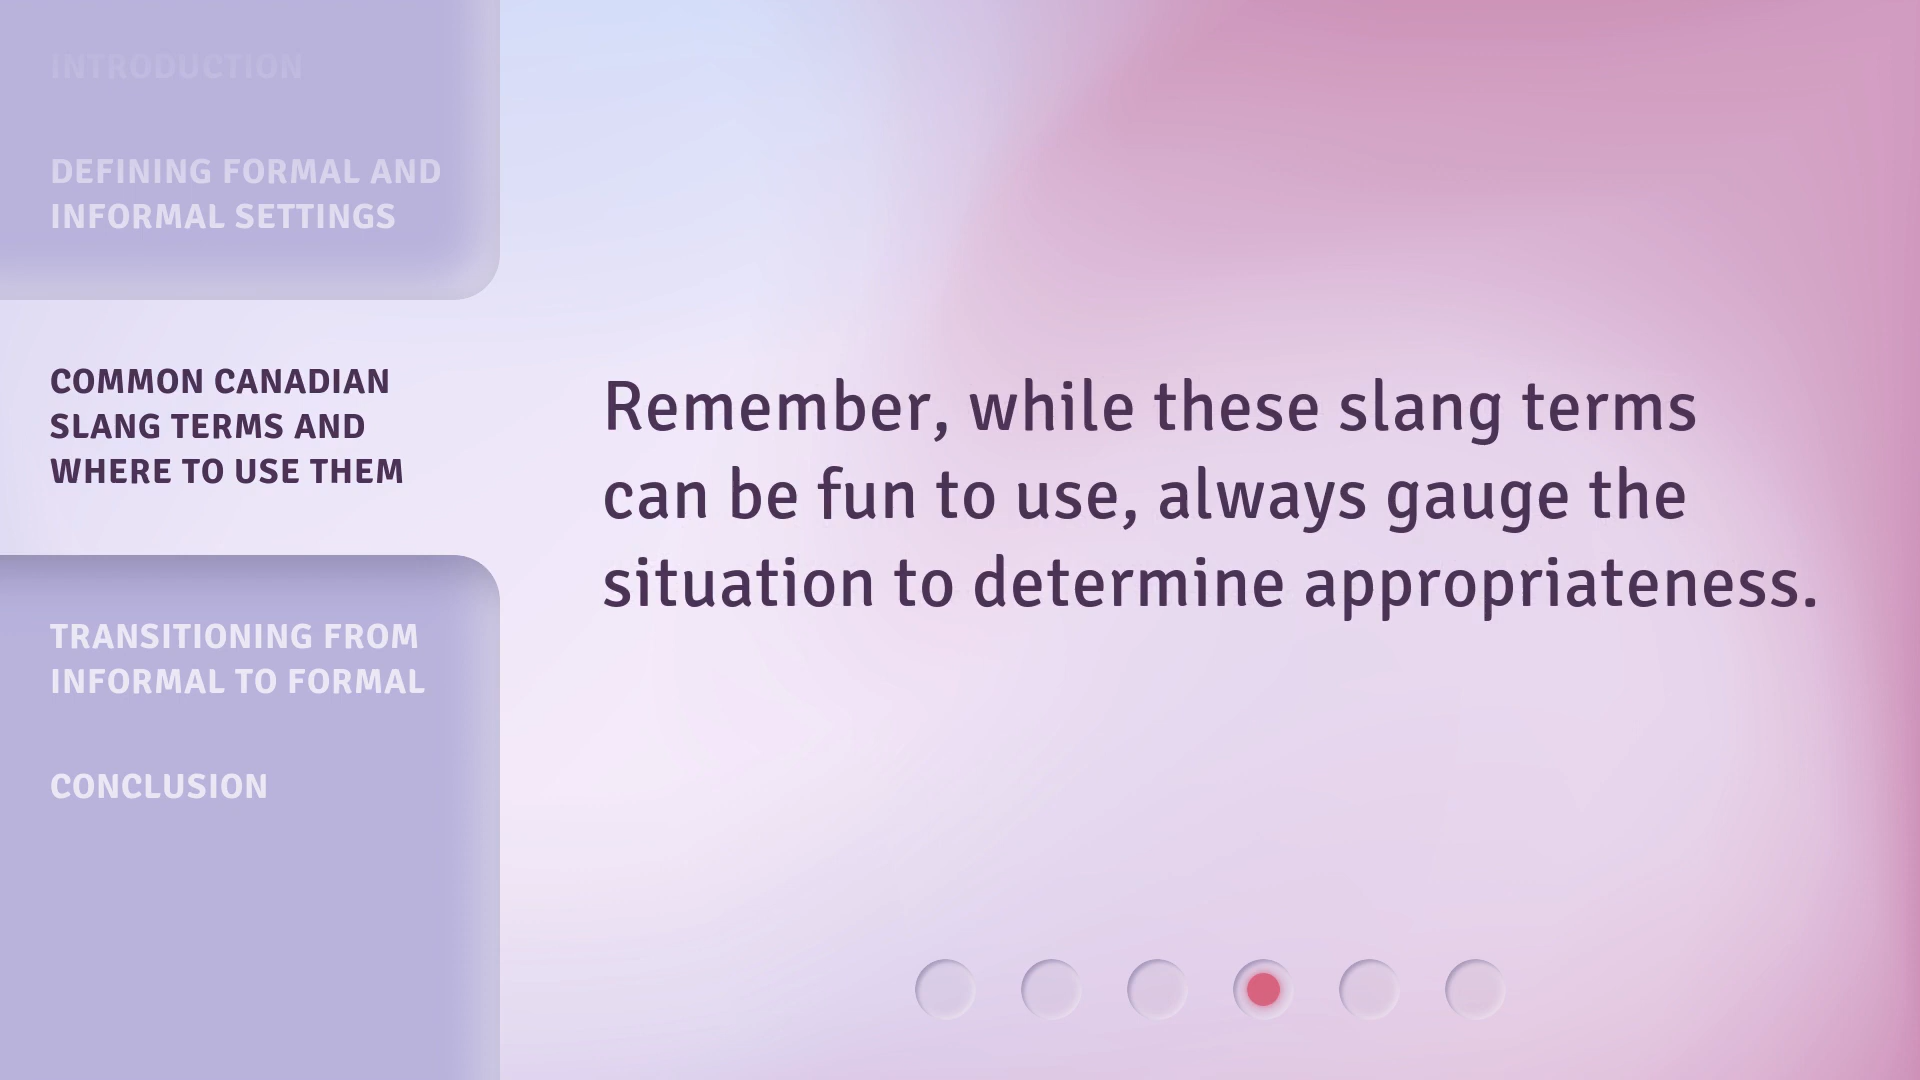 INTRODUCTION
DEFINING FORMAL AND
INFORMAL SETTINGS
COMMON CANADIAN
SLANG TERMS AND
WHERE TO USE THEM
TRANSITIONING FROM
INFORMAL TO FORMAL
CONCLUSION
Remember, while these slang terms
can be fun to use, always gauge the
situation to determine appropriateness.